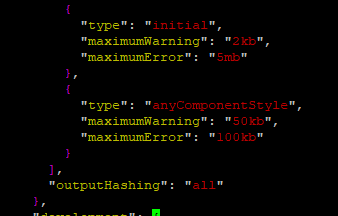 {
"type": "initial",
"maximumWarning": "2kb",
"maximumError": "5mb"
},
{
"type": "anyComponentStyle",
"maximumWarning": "50kb",
"maximumError": "100kb"
}
],
"outputHashing": "all"
},
"development": {